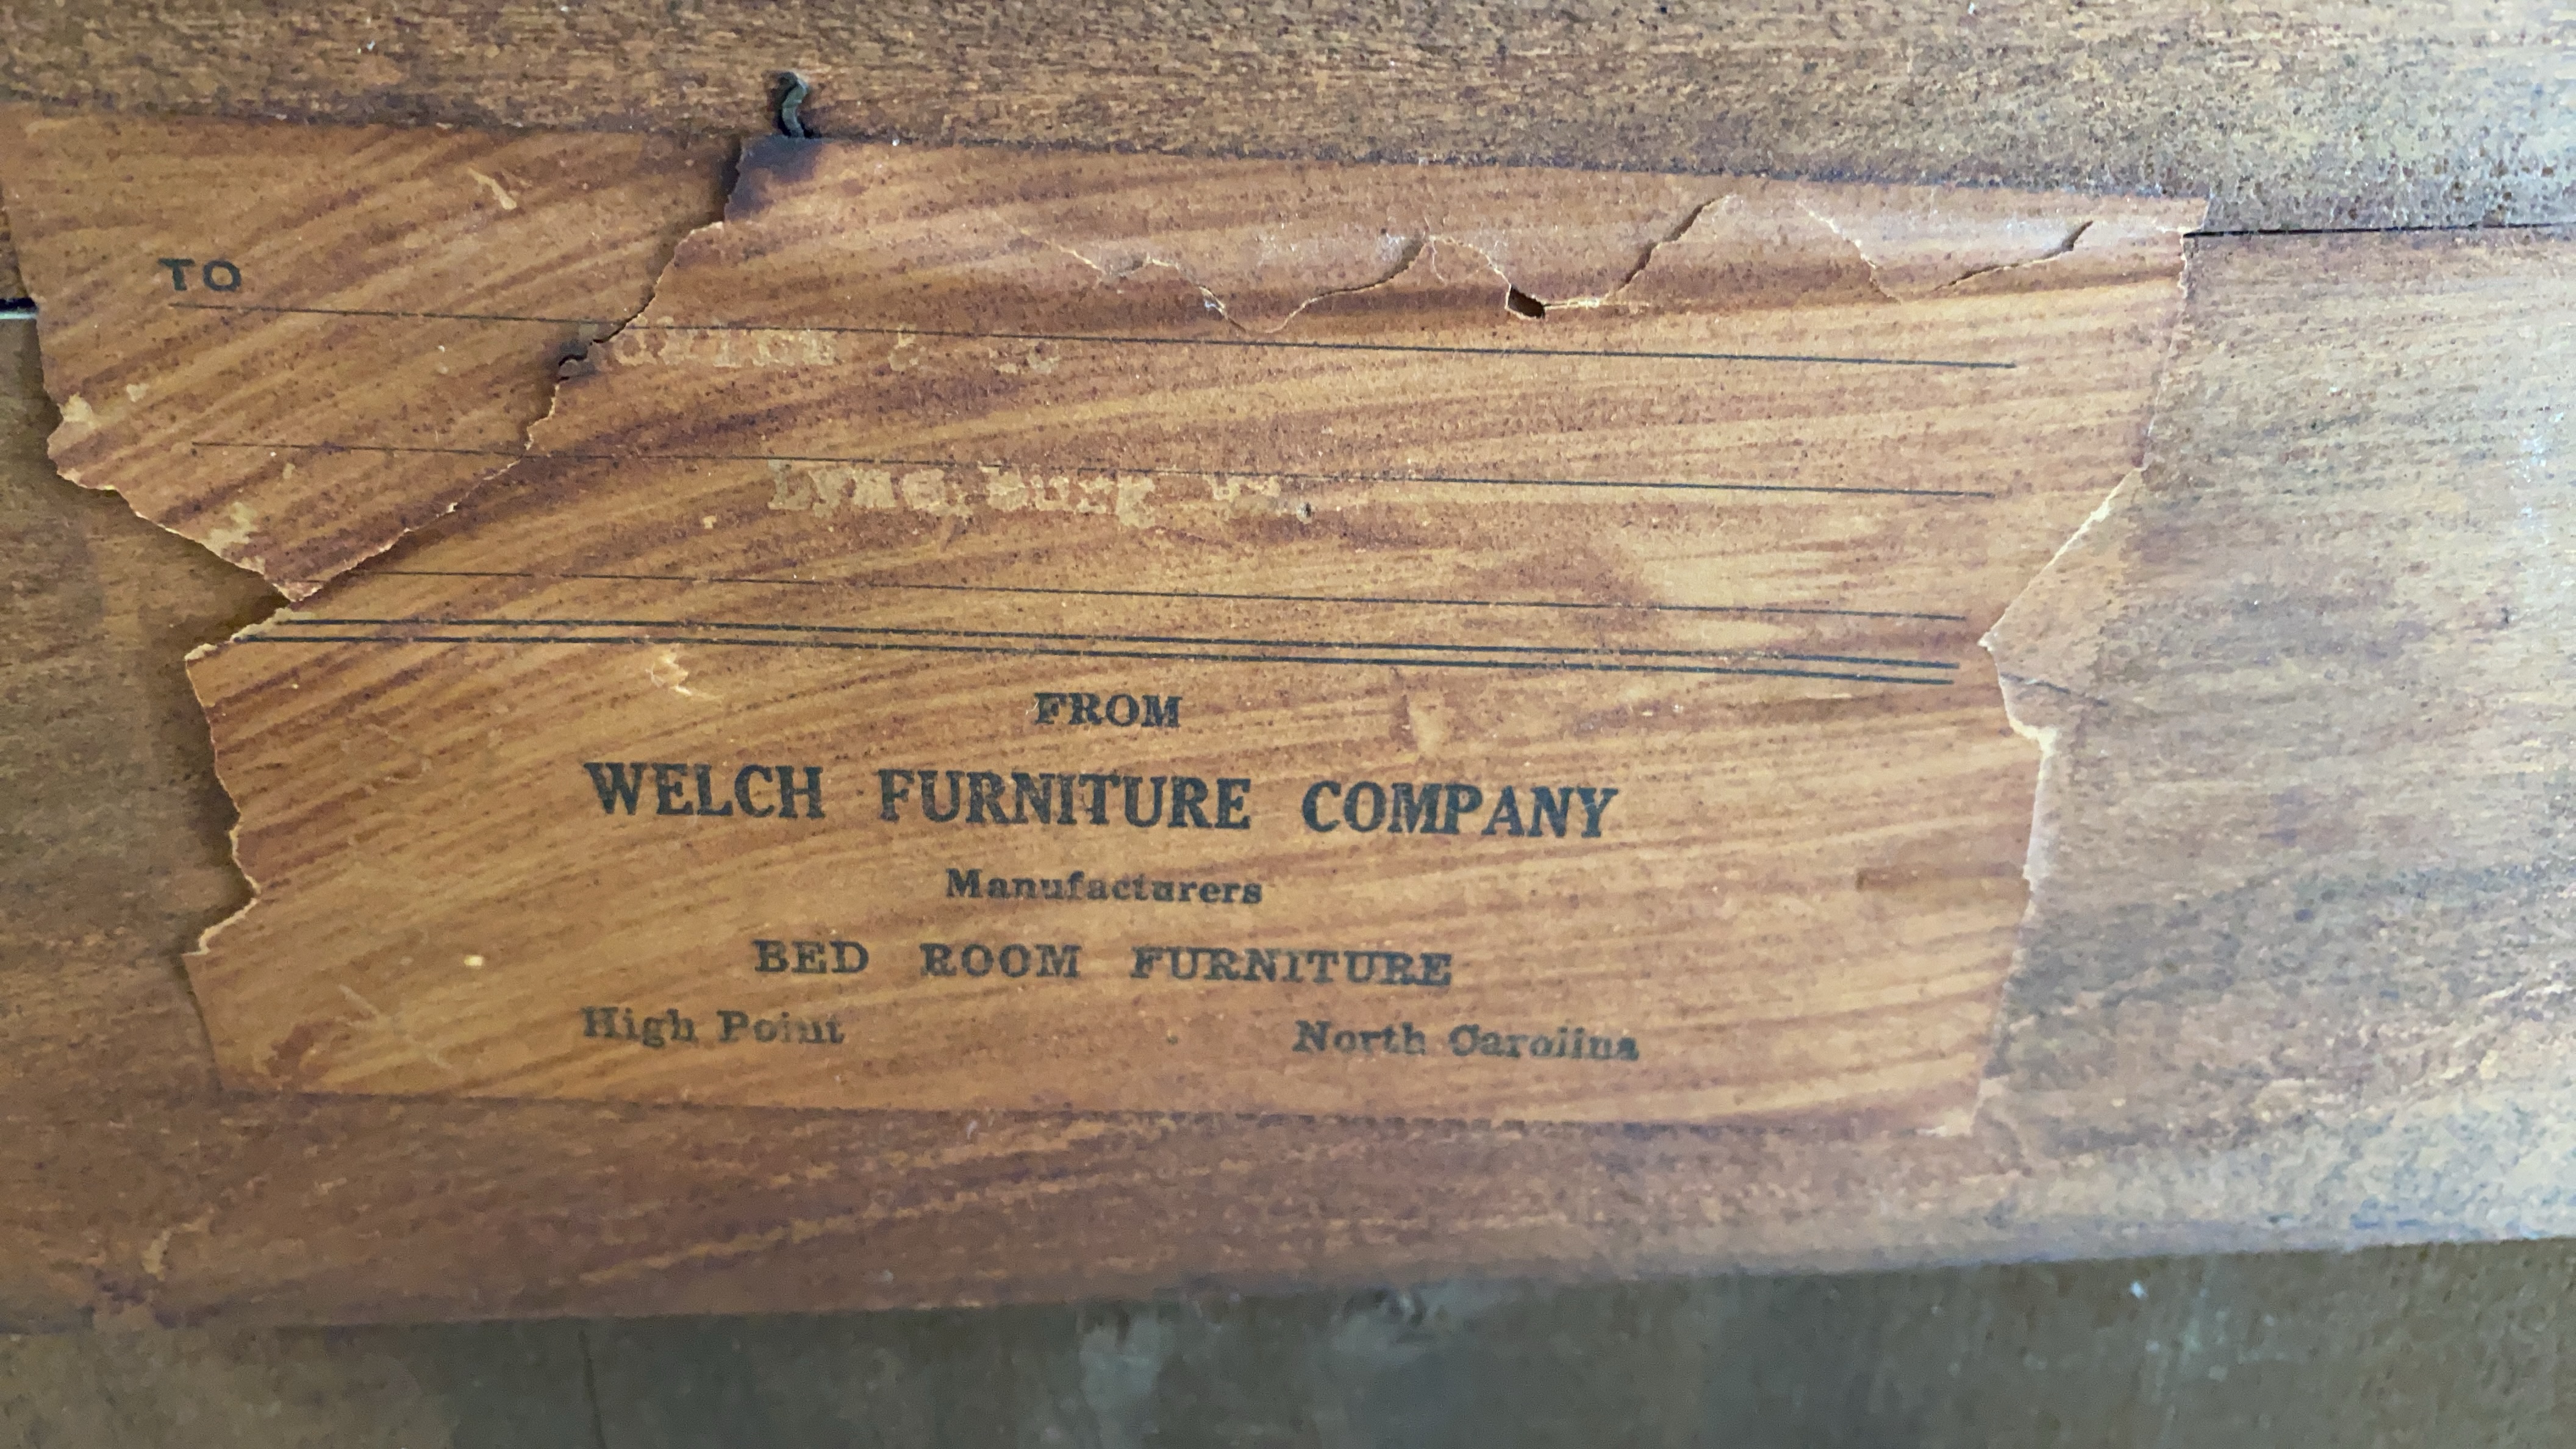 TO
FROM
WELCH FURNITURE COMPANY
Manufacturers
BED ROOM FURNITURE
High Point North Carolina